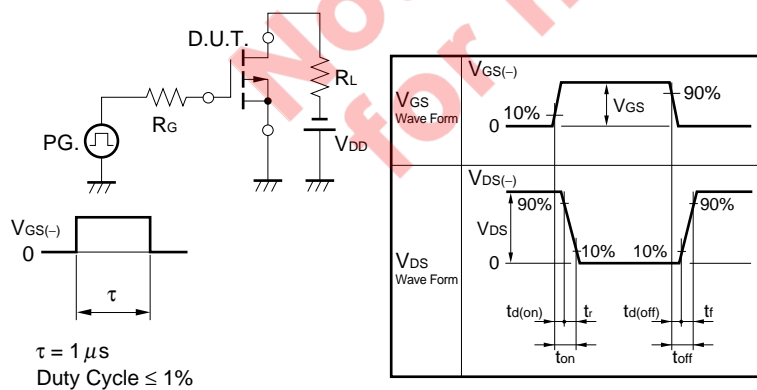 D.U.T.
RL
RG
PG.
VDD
VGS(−)
0
τ
τ = 1 μs
Duty Cycle ≤ 1%
VGS
Wave Form
VGS(−)
10%
0
VGS
90%
VDS
Wave Form
VDS(−)
90%
VDS
0
10%
10%
90%
td(on)
tr
td(off)
tf
ton
toff